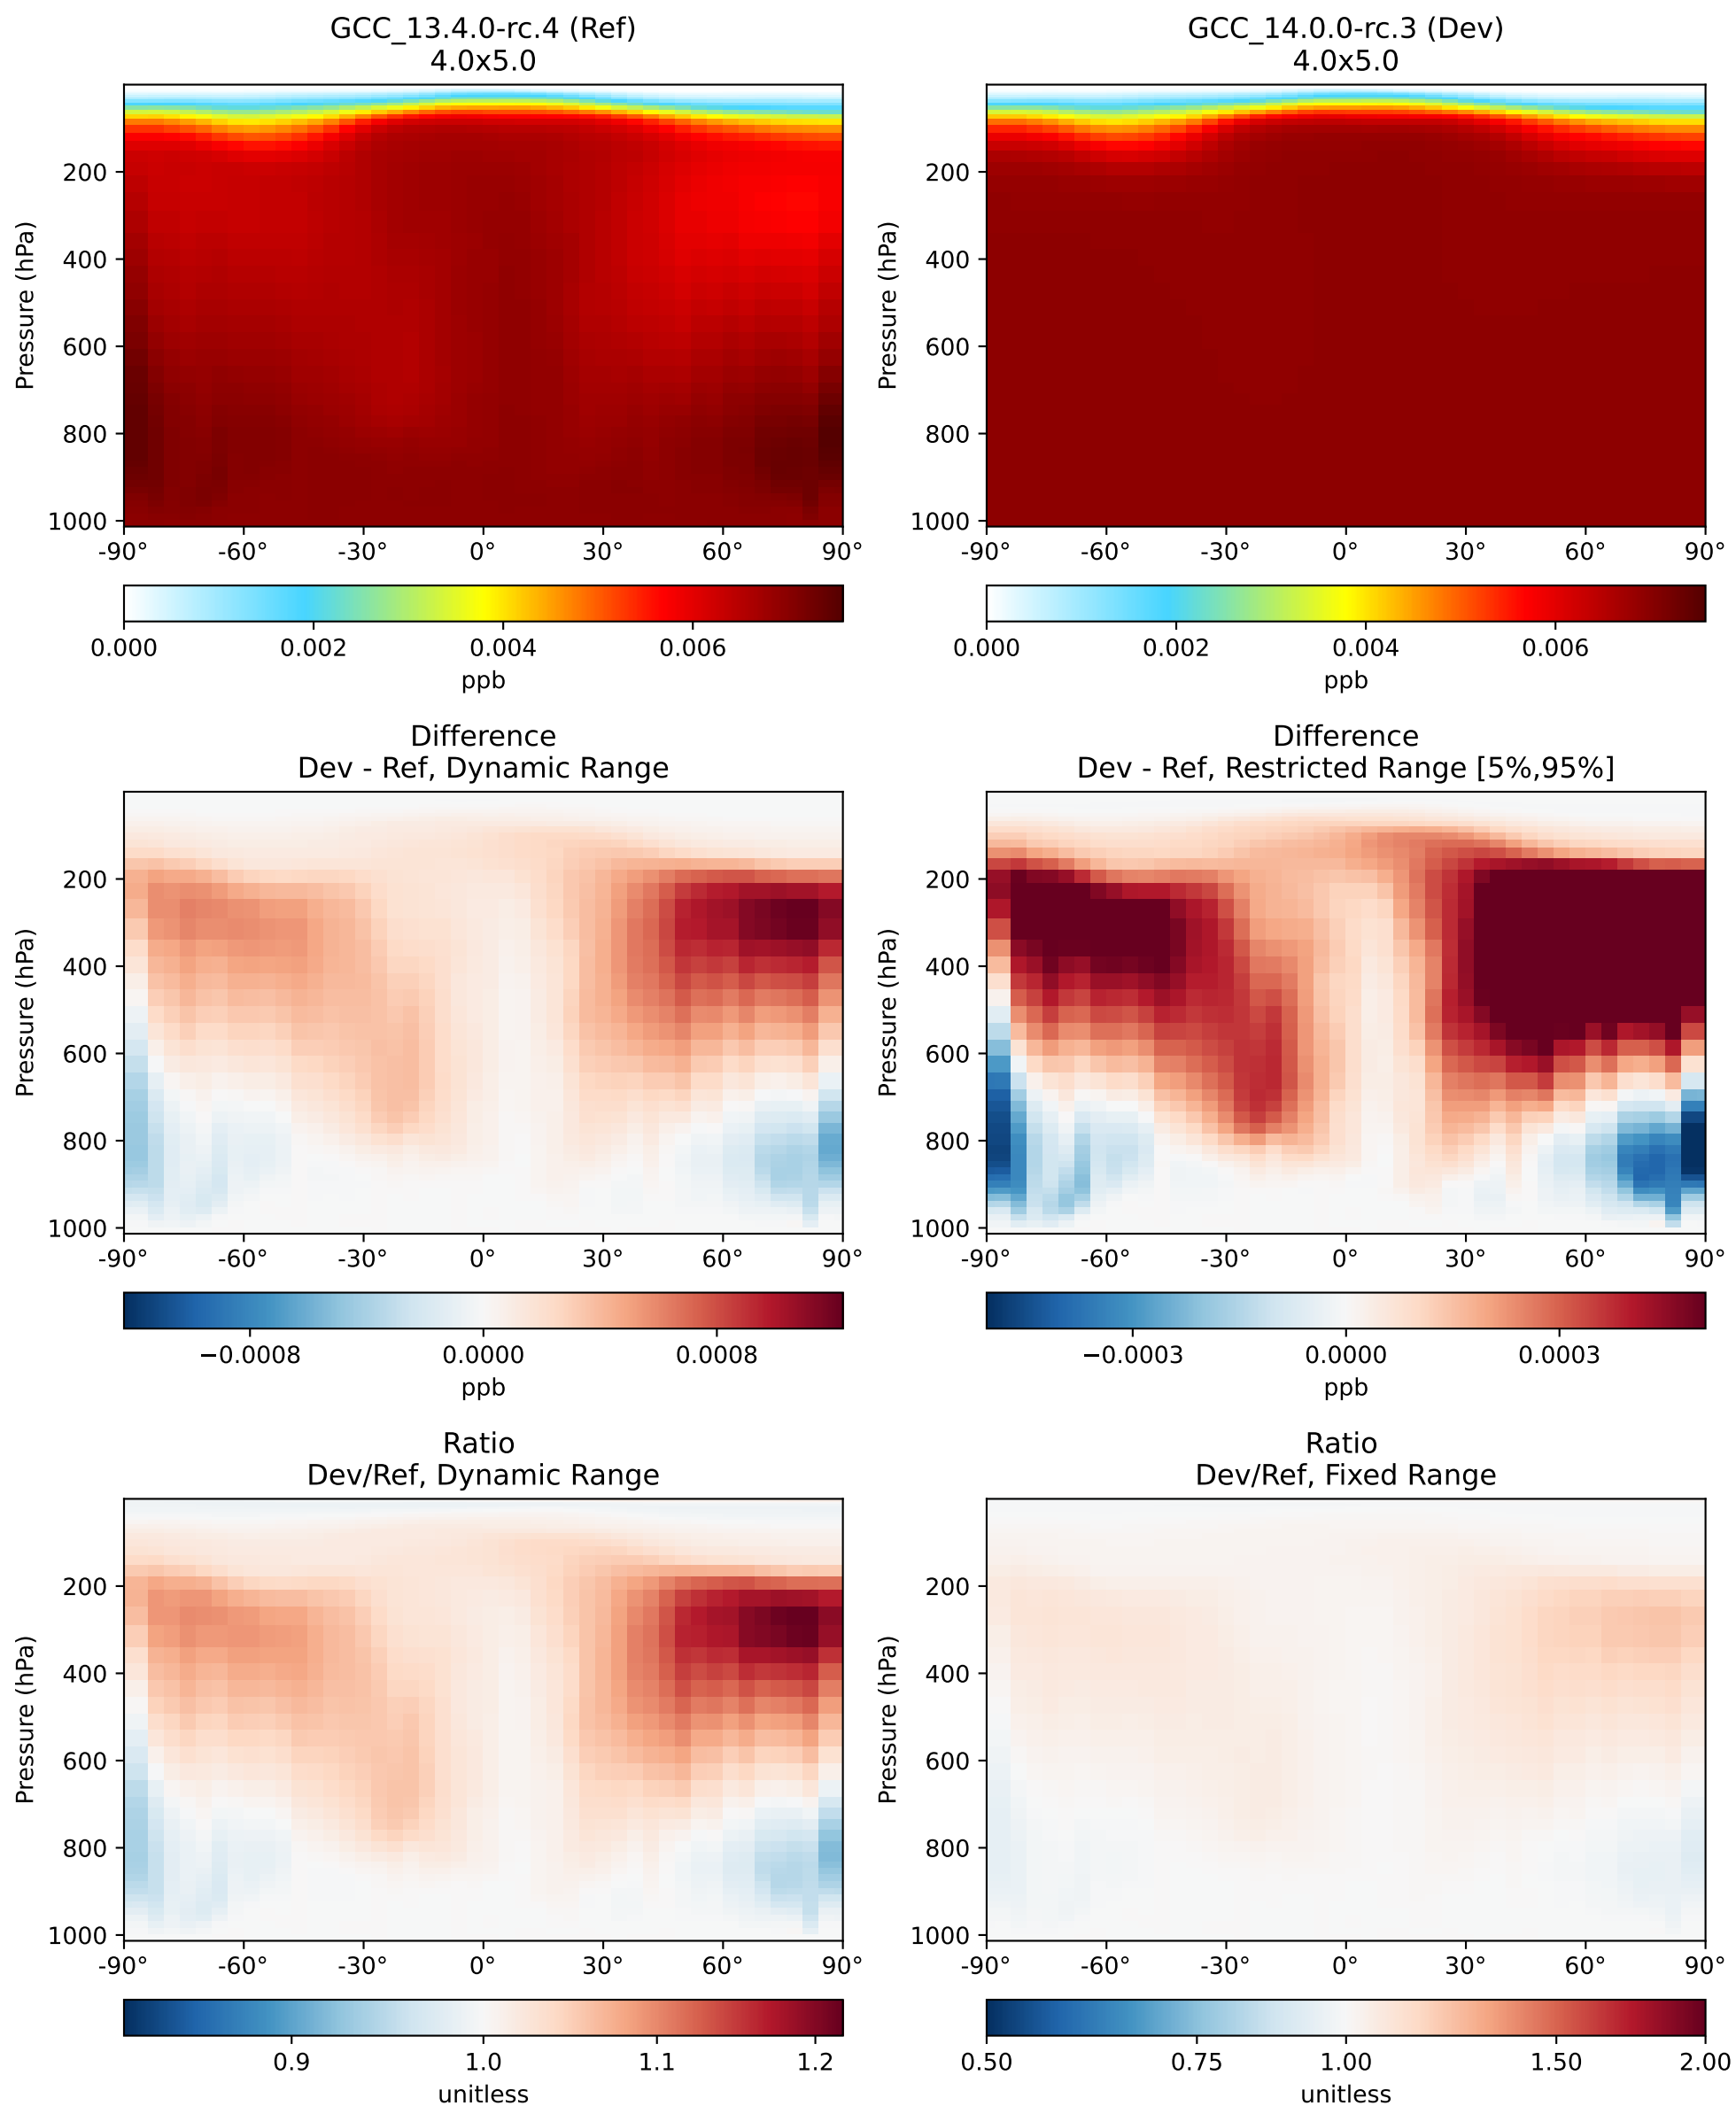 GCC_13.4.0-rc.4 (Ref)
4.0x5.0
Pressure (hPa)
200
400
600
800
1000
-90° -60° -30° 0° 30° 60° 90°
0.000 0.002 0.004 0.006
ppb
GCC_14.0.0-rc.3 (Dev)
4.0x5.0
Pressure (hPa)
200
400
600
800
1000
-90° -60° -30° 0° 30° 60° 90°
0.000 0.002 0.004 0.006
ppb
Difference
Dev - Ref, Dynamic Range
Pressure (hPa)
200
400
600
800
1000
-90° -60° -30° 0° 30° 60° 90°
−0.0008 0.0000 0.0008
ppb
Difference
Dev - Ref, Restricted Range [5%,95%]
Pressure (hPa)
200
400
600
800
1000
-90° -60° -30° 0° 30° 60° 90°
−0.0003 0.0000 0.0003
ppb
Ratio
Dev/Ref, Dynamic Range
Pressure (hPa)
200
400
600
800
1000
-90° -60° -30° 0° 30° 60° 90°
0.9 1.0 1.1 1.2
unitless
Ratio
Dev/Ref, Fixed Range
Pressure (hPa)
200
400
600
800
1000
-90° -60° -30° 0° 30° 60° 90°
0.50 0.75 1.00 1.50 2.00
unitless